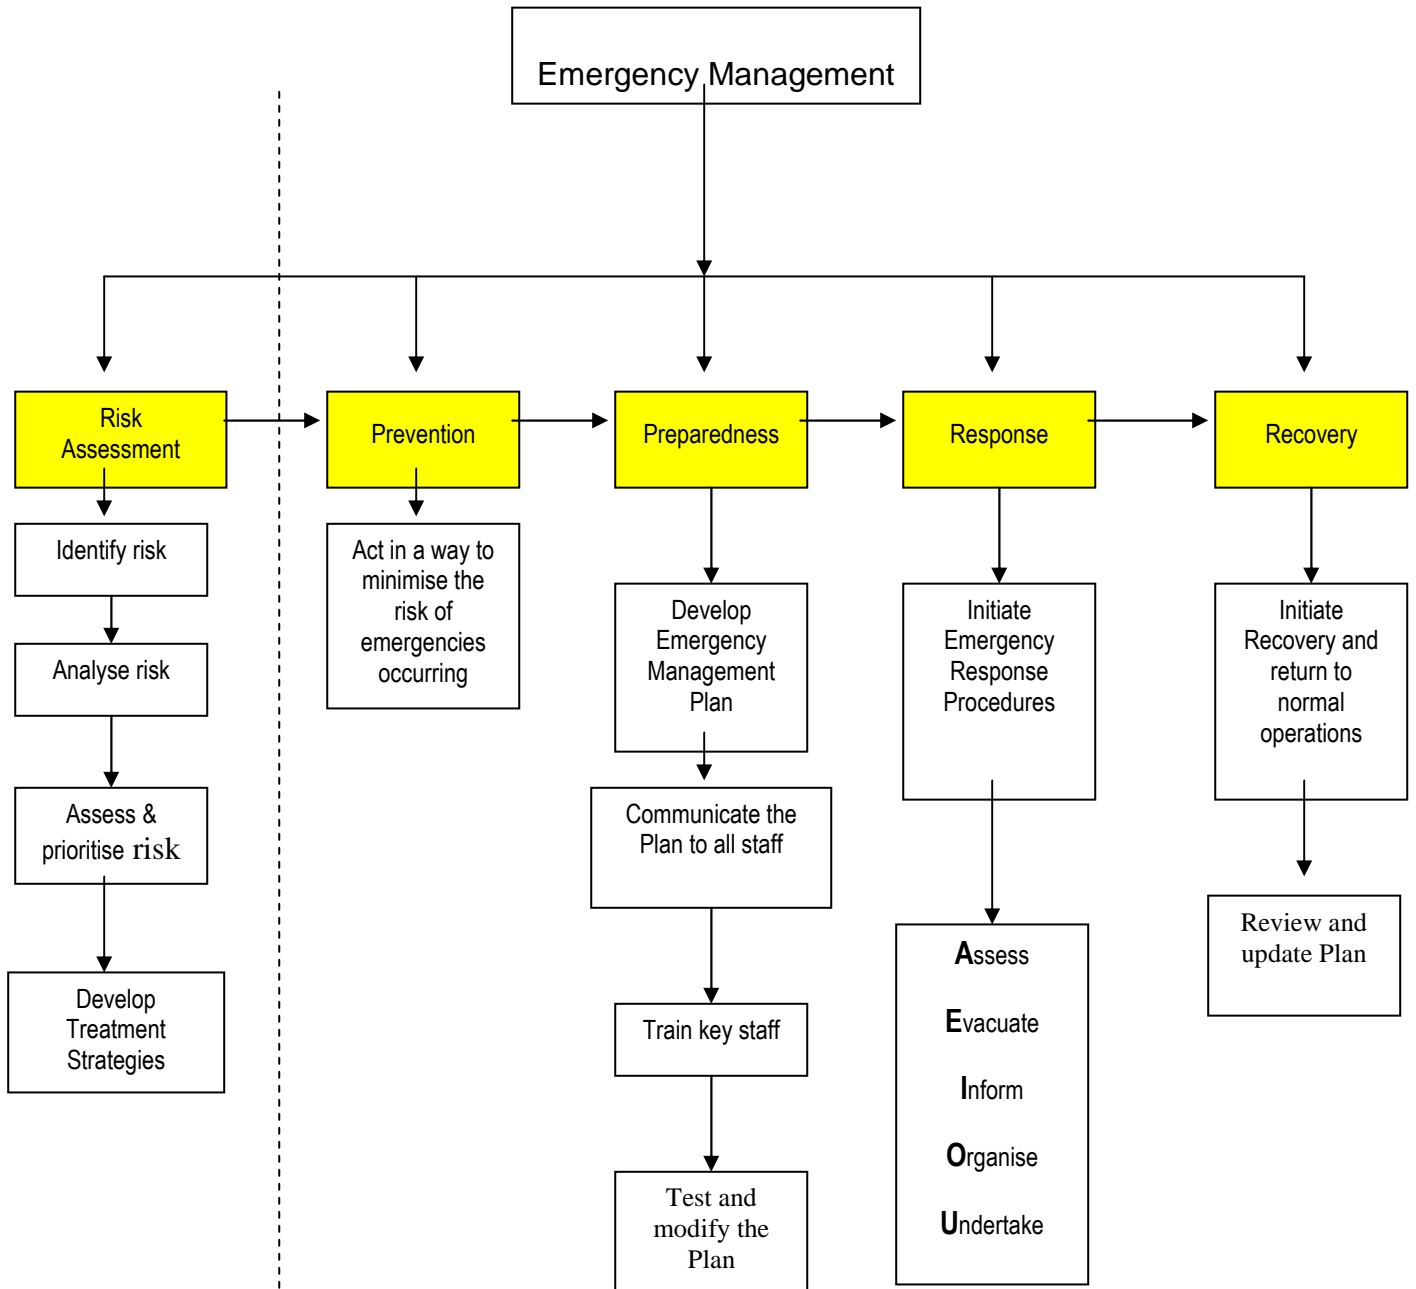 Emergency Management
Risk
Assessment
Prevention
Preparedness
Response
Recovery
Identify risk
Analyse risk
Assess &
prioritise risk
Develop
Treatment
Strategies
Act in a way to
minimise the
risk of
emergencies
occurring
Develop
Emergency
Management
Plan
Communicate the
Plan to all staff
Train key staff
Test and
modify the
Plan
Initiate
Emergency
Response
Procedures
Assess
Evacuate
Inform
Organise
Undertake
Initiate
Recovery and
return to
normal
operations
Review and
update Plan